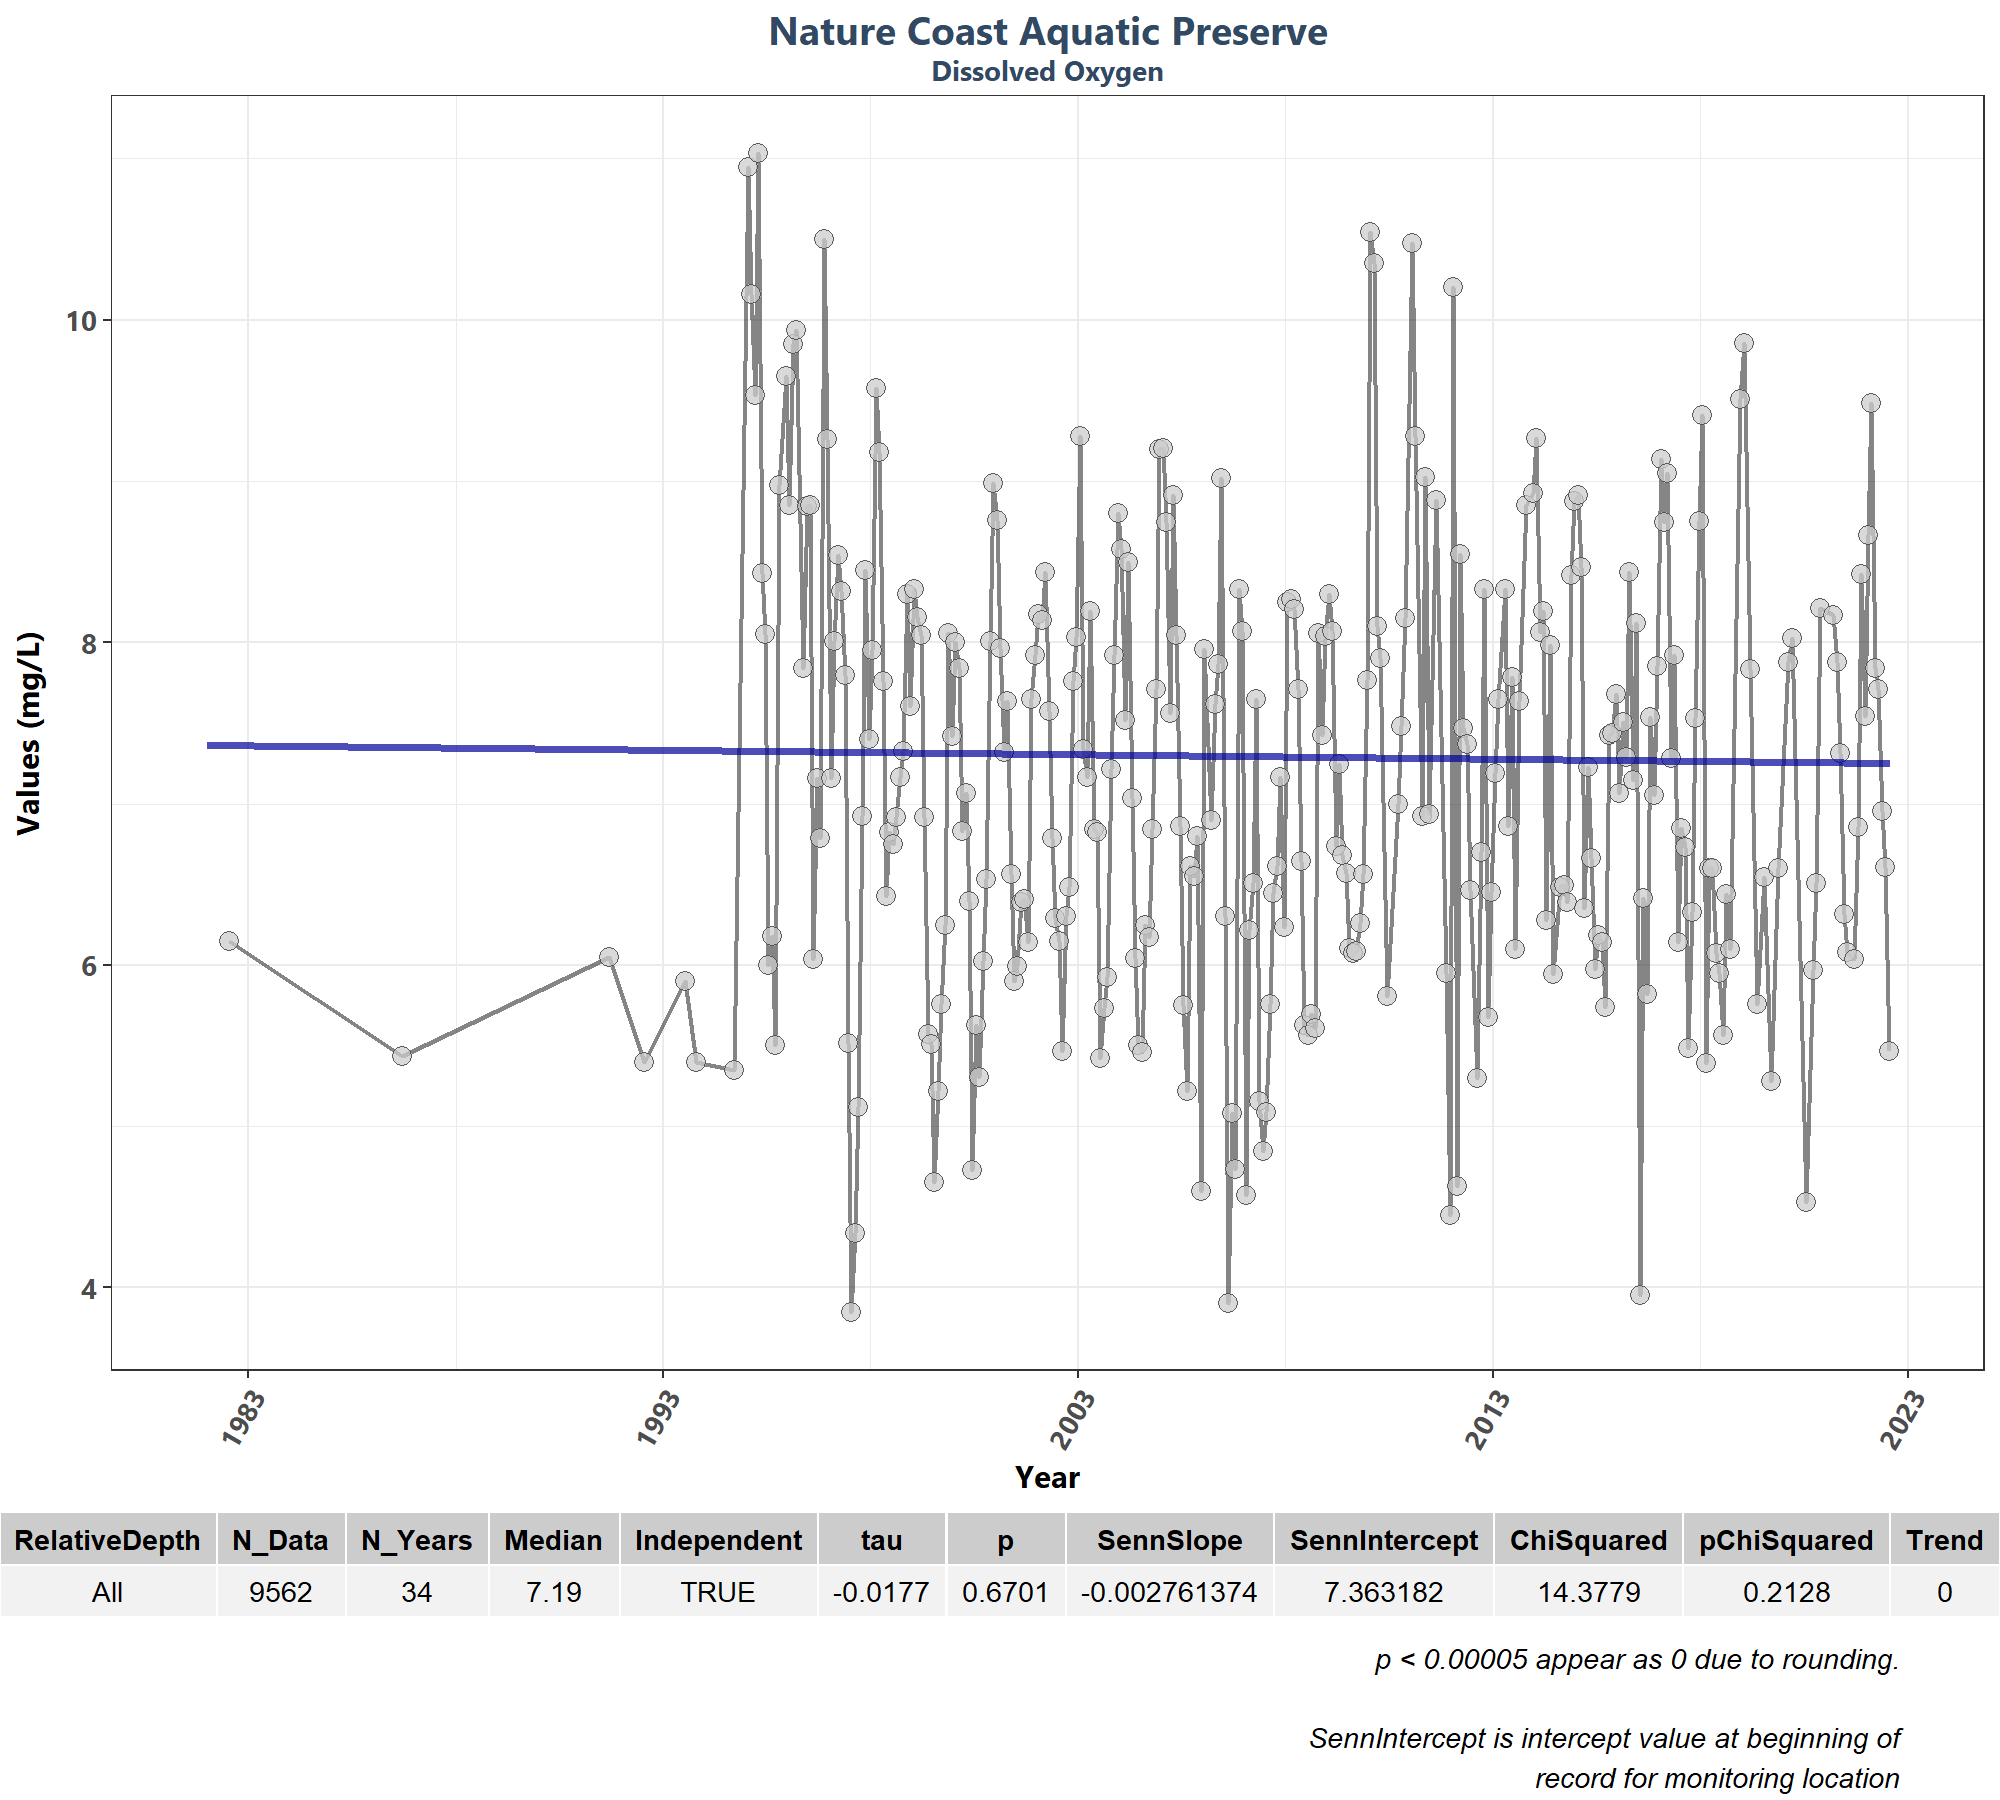 Nature Coast Aquatic Preserve
Dissolved Oxygen
Values (mg/L)
10
8
6
4
1983
1993
2003
2013
2023
Year
RelativeDepth N_Data N_Years Median Independent tau p SennSlope SennIntercept ChiSquared pChiSquared Trend
All 9562 34 7.19 TRUE -0.0177 0.6701 -0.002761374 7.363182 14.3779 0.2128 0
p < 0.00005 appear as 0 due to rounding.
SennIntercept is intercept value at beginning of
record for monitoring location